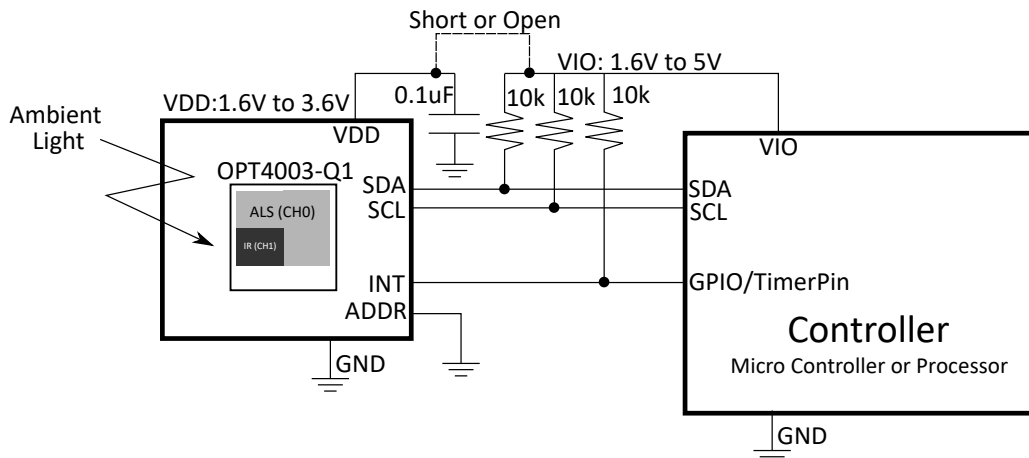 Short or Open
VIO: 1.6V to 5V
VDD:1.6V to 3.6V
0.1uF
10k
10k
10k
Ambient
Light
VDD
VIO
OPT4003-Q1
ALS (CH0)
IR (CH1)
SDA
SCL
INT
ADDR
GND
SDA
SCL
GPIO/TimerPin
Controller
Micro Controller or Processor
GND